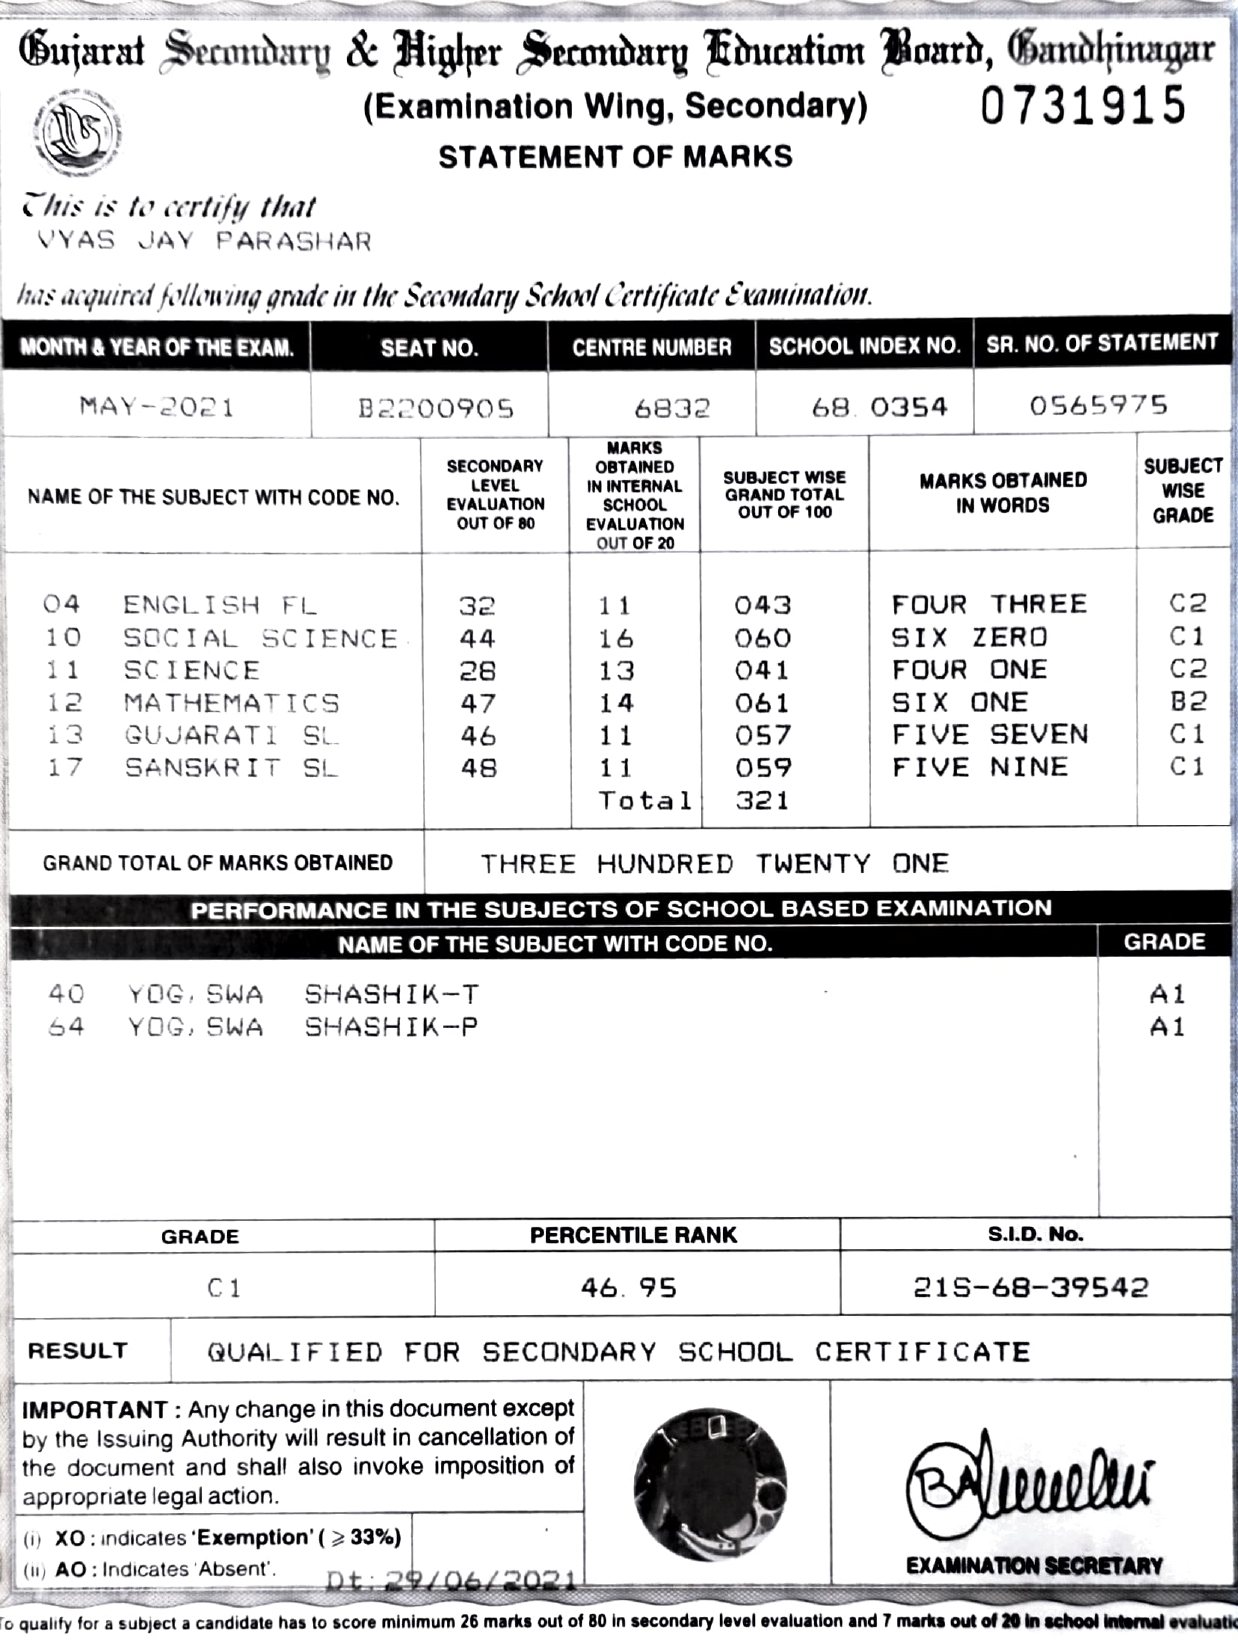 Gujarat Secondary & Higher Secondary Education Board, Gandhinagar
(Examination Wing, Secondary) 0731915
STATEMENT OF MARKS
This is to certify that
VYAS JAY PARASHAR
has acquired following grade in the Secondary School Certificate Examination.
MONTH & YEAR OF THE EXAM. SEAT NO. CENTRE NUMBER SCHOOL INDEX NO. SR. NO. OF STATEMENT
MAY-2021 B2200905 6832 68.0354 0565975
NAME OF THE SUBJECT WITH CODE NO. SECONDARY LEVEL EVALUATION OUT OF 80 MARKS OBTAINED IN INTERNAL SCHOOL EVALUATION OUT OF 20 SUBJECT WISE GRAND TOTAL OUT OF 100 MARKS OBTAINED IN WORDS SUBJECT WISE GRADE
04 ENGLISH FL 32 11 043 FOUR THREE C2
10 SOCIAL SCIENCE 44 16 060 SIX ZERO C1
11 SCIENCE 28 13 041 FOUR ONE C2
12 MATHEMATICS 47 14 061 SIX ONE B2
13 GUJARATI SL 46 11 057 FIVE SEVEN C1
17 SANSKRIT SL 48 11 059 FIVE NINE C1
Total 321
GRAND TOTAL OF MARKS OBTAINED THREE HUNDRED TWENTY ONE
PERFORMANCE IN THE SUBJECTS OF SCHOOL BASED EXAMINATION
NAME OF THE SUBJECT WITH CODE NO. GRADE
40 YOG, SWA SHASHIK-T A1
64 YOG, SWA SHASHIK-P A1
GRADE PERCENTILE RANK S.I.D. No.
C1 46.95 21S-68-39542
RESULT QUALIFIED FOR SECONDARY SCHOOL CERTIFICATE
IMPORTANT : Any change in this document except
by the Issuing Authority will result in cancellation of
the document and shall also invoke imposition of
appropriate legal action.
(i) XO : indicates 'Exemption' ( ⩾ 33%)
(ii) AO : Indicates 'Absent'.
Dt: 29/06/2021
EXAMINATION SECRETARY
To qualify for a subject a candidate has to score minimum 26 marks out of 80 in secondary level evaluation and 7 marks out of 20 in school internal